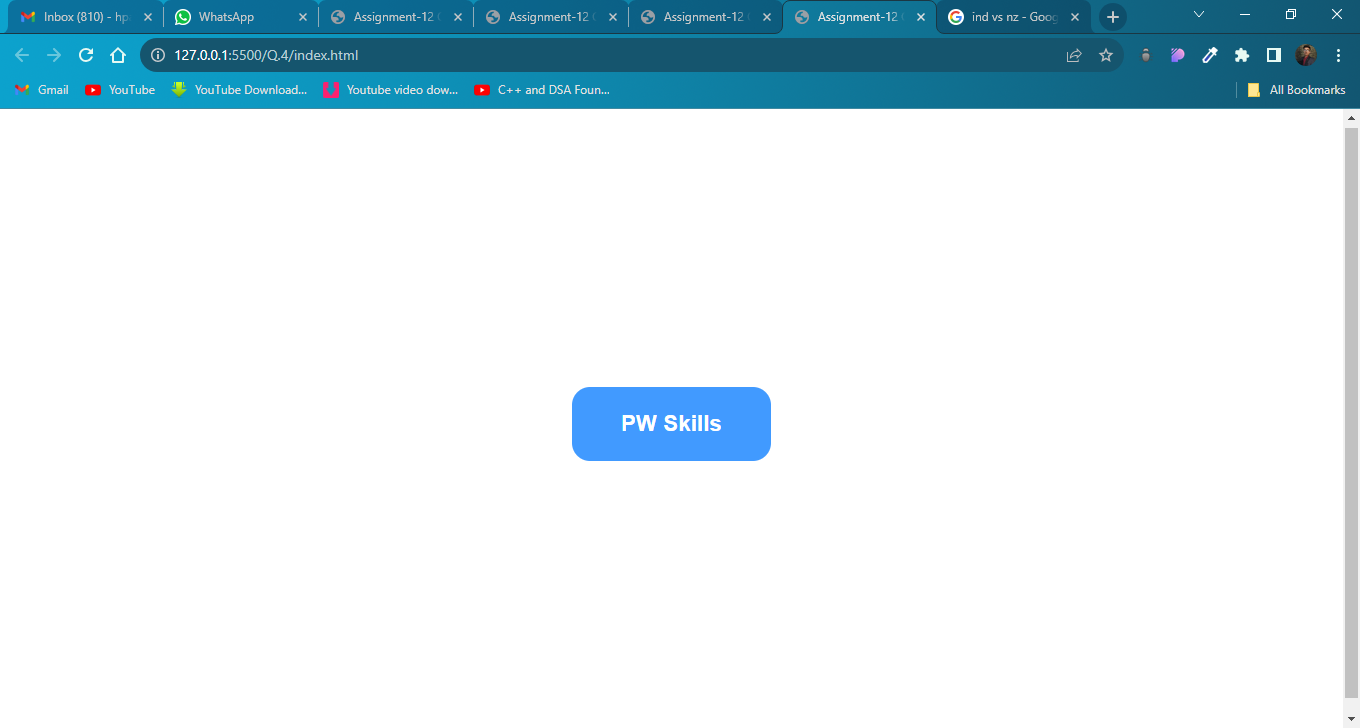 Inbox (810) - hp
WhatsApp
Assignment-12
Assignment-12
Assignment-12
Assignment-12
ind vs nz - Goog
127.0.0.1:5500/Q.4/index.html
Gmail
YouTube
YouTube Download...
Youtube video dow...
C++ and DSA Foun...
All Bookmarks
PW Skills